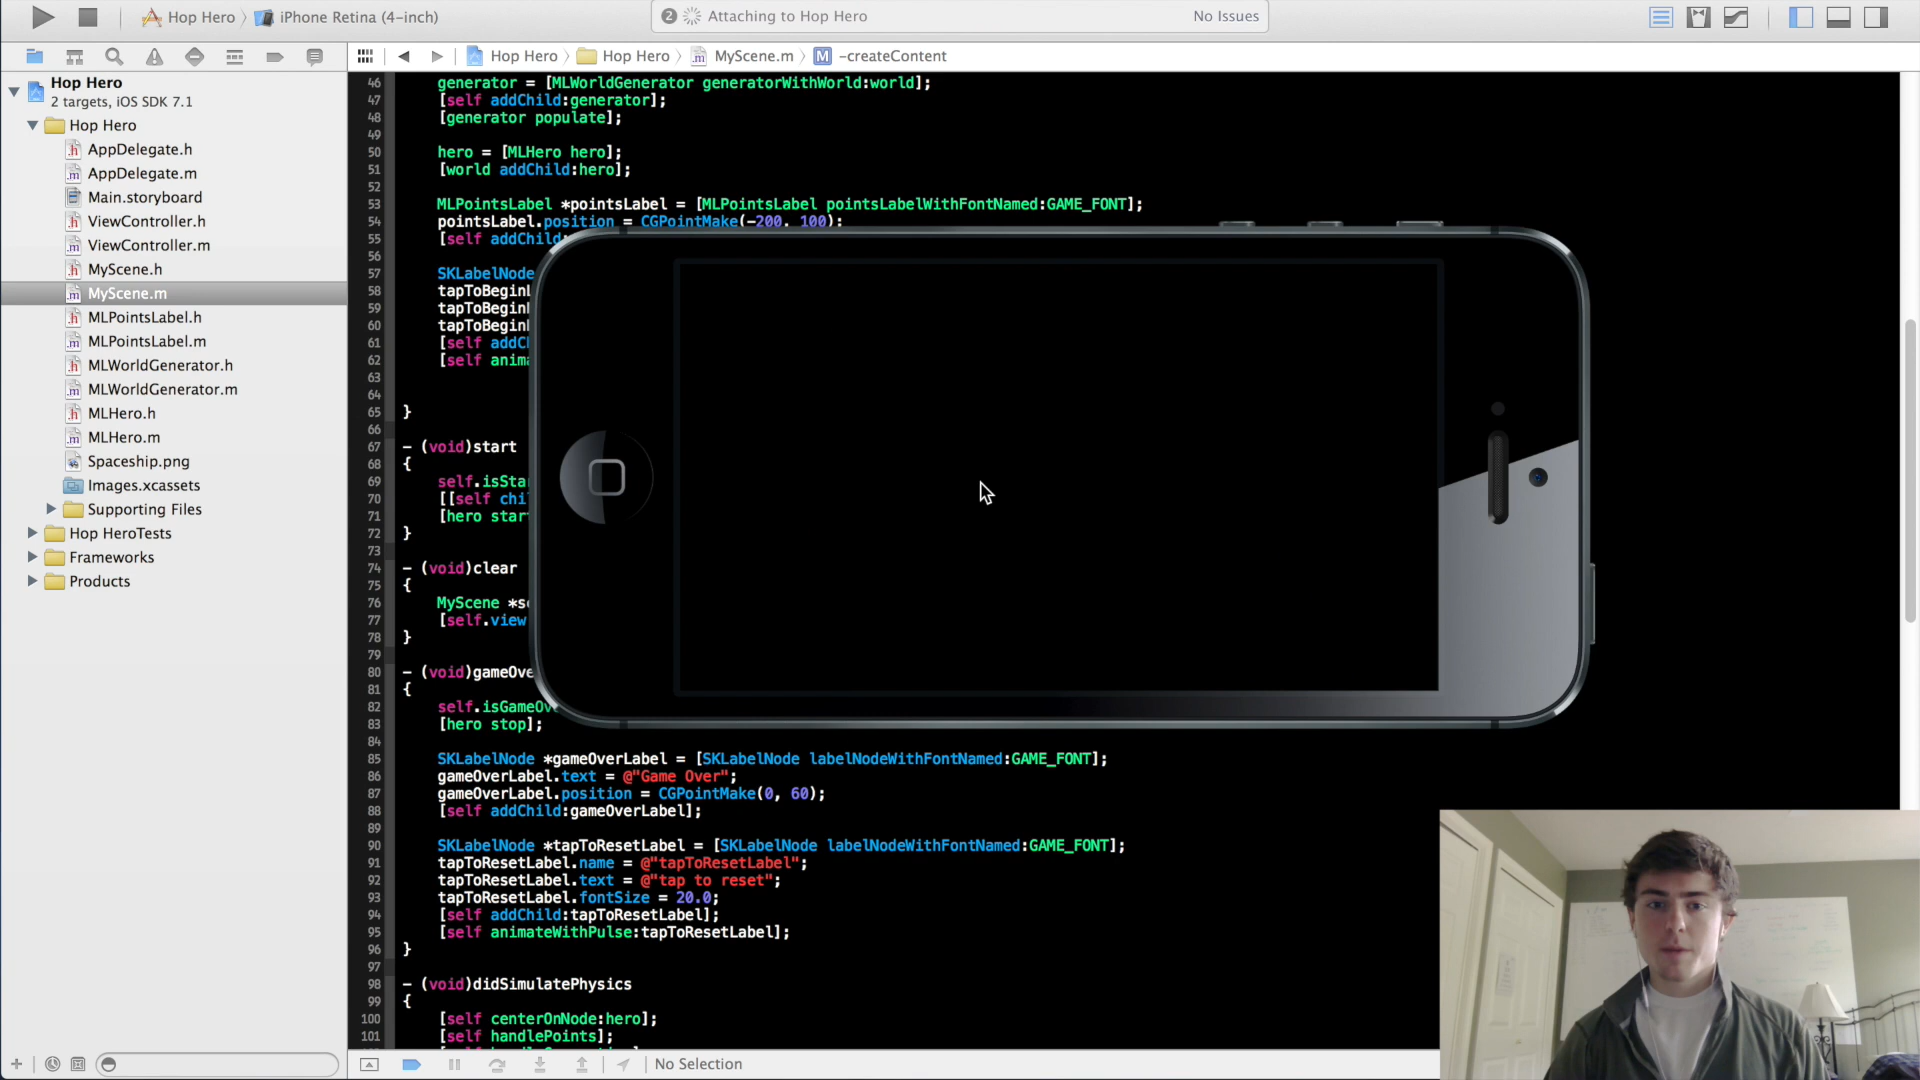 Hop Hero
iPhone Retina (4-inch)
2
Attaching to Hop Hero
No Issues
Hop Hero
Hop Hero
MyScene.m
M
-createContent
Hop Hero
2 targets, iOS SDK 7.1
Hop Hero
h AppDelegate.h
m AppDelegate.m
Main.storyboard
h ViewController.h
m ViewController.m
h MyScene.h
m MyScene.m
h MLPointsLabel.h
m MLPointsLabel.m
h MLWorldGenerator.h
m MLWorldGenerator.m
h MLHero.h
m MLHero.m
Spaceship.png
Images.xcassets
Supporting Files
Hop HeroTests
Frameworks
Products
46 generator = [MLWorldGenerator generatorWithWorld:world];
47 [self addChild:generator];
48 [generator populate];
49
50 hero = [MLHero hero];
51 [world addChild:hero];
52
53 MLPointsLabel *pointsLabel = [MLPointsLabel pointsLabelWithFontNamed:GAME_FONT];
54 pointsLabel.position = CGPointMake(-200, 100);
55 [self addChild:
56
57 SKLabelNode
58 tapToBegin
59 tapToBegin
60 tapToBegin
61 [self addC
62 [self anim
63
64
65 }
66
67 - (void)start
68 {
69 self.isSta
70 [[self chi
71 [hero star
72 }
73
74 - (void)clear
75 {
76 MyScene *s
77 [self.view
78 }
79
80 - (void)gameOve
81 {
82 self.isGameOv
83 [hero stop];
84
85 SKLabelNode *gameOverLabel = [SKLabelNode labelNodeWithFontNamed:GAME_FONT];
86 gameOverLabel.text = @"Game Over";
87 gameOverLabel.position = CGPointMake(0, 60);
88 [self addChild:gameOverLabel];
89
90 SKLabelNode *tapToResetLabel = [SKLabelNode labelNodeWithFontNamed:GAME_FONT];
91 tapToResetLabel.name = @"tapToResetLabel";
92 tapToResetLabel.text = @"tap to reset";
93 tapToResetLabel.fontSize = 20.0;
94 [self addChild:tapToResetLabel];
95 [self animateWithPulse:tapToResetLabel];
96 }
97
98 - (void)didSimulatePhysics
99 {
100 [self centerOnNode:hero];
101 [self handlePoints];
No Selection